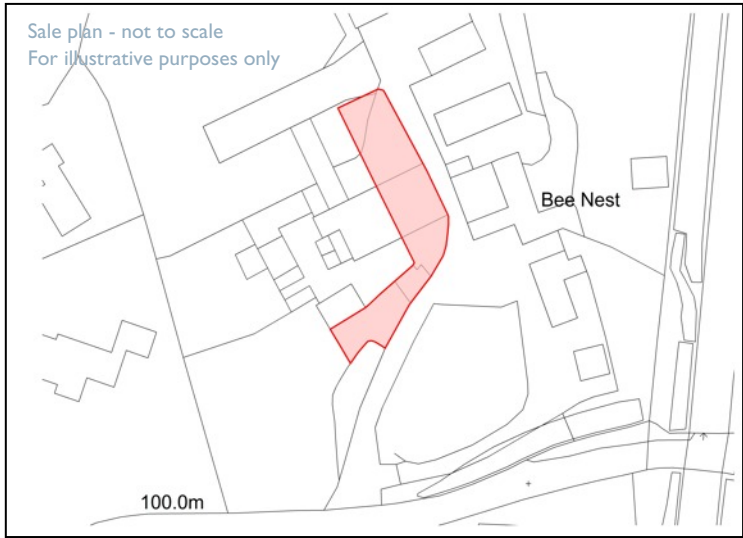 Sale plan - not to scale
For illustrative purposes only
Bee Nest
100.0m